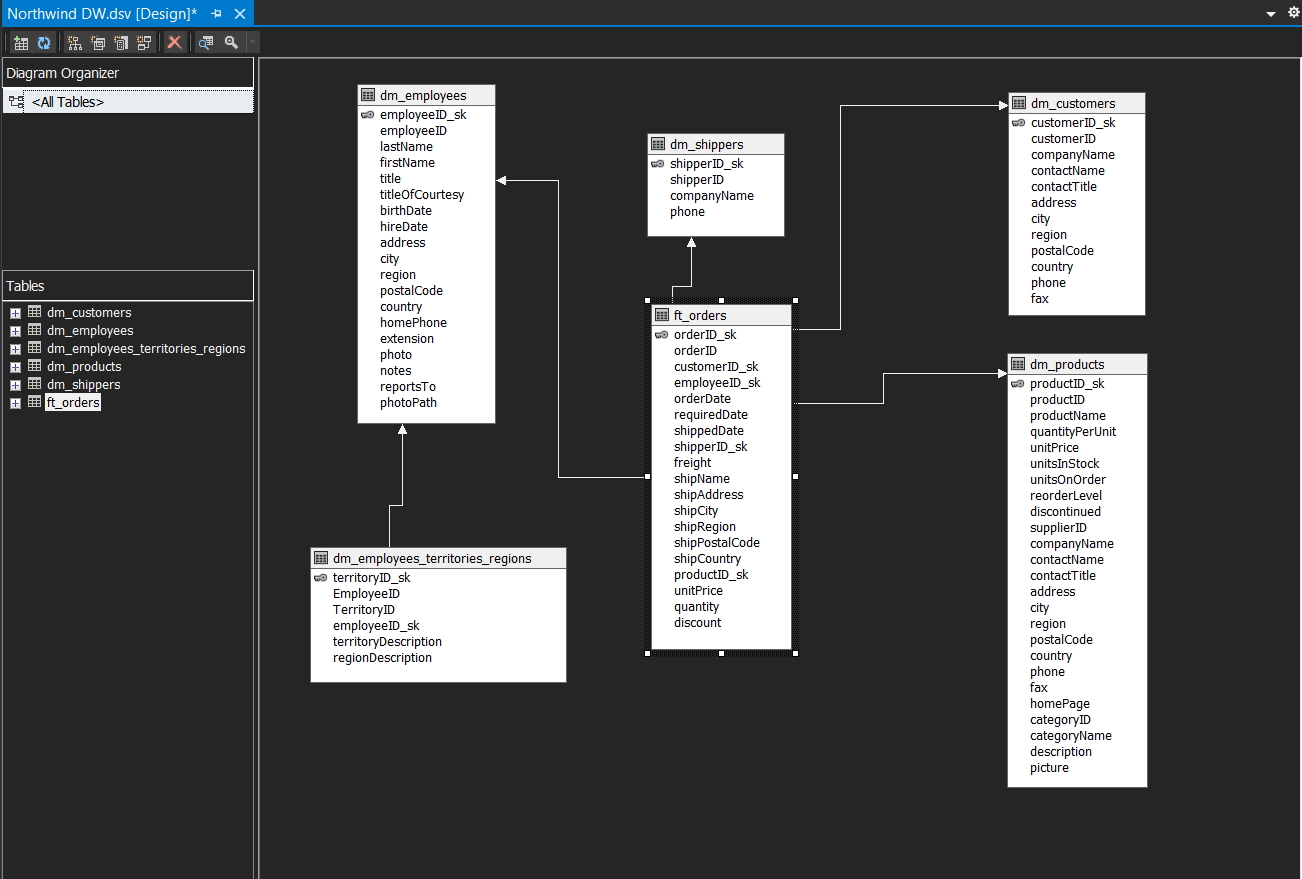 Northwind DW.dsv [Design]*
Diagram Organizer
<All Tables>
Tables
dm_customers
dm_employees
dm_employees_territories_regions
dm_products
dm_shippers
ft_orders
dm_employees
employeeID_sk
employeeID
lastName
firstName
title
titleOfCourtesy
birthDate
hireDate
address
city
region
postalCode
country
homePhone
extension
photo
notes
reportsTo
photoPath
dm_shippers
shipperID_sk
shipperID
companyName
phone
dm_customers
customerID_sk
customerID
companyName
contactName
contactTitle
address
city
region
postalCode
country
phone
fax
ft_orders
orderID_sk
orderID
customerID_sk
employeeID_sk
orderDate
requiredDate
shippedDate
shipperID_sk
freight
shipName
shipAddress
shipCity
shipRegion
shipPostalCode
shipCountry
productID_sk
unitPrice
quantity
discount
dm_products
productID_sk
productID
productName
quantityPerUnit
unitPrice
unitsInStock
unitsOnOrder
reorderLevel
discontinued
supplierID
companyName
contactName
contactTitle
address
city
region
postalCode
country
phone
fax
homePage
categoryID
categoryName
description
picture
dm_employees_territories_regions
territoryID_sk
EmployeeID
TerritoryID
employeeID_sk
territoryDescription
regionDescription